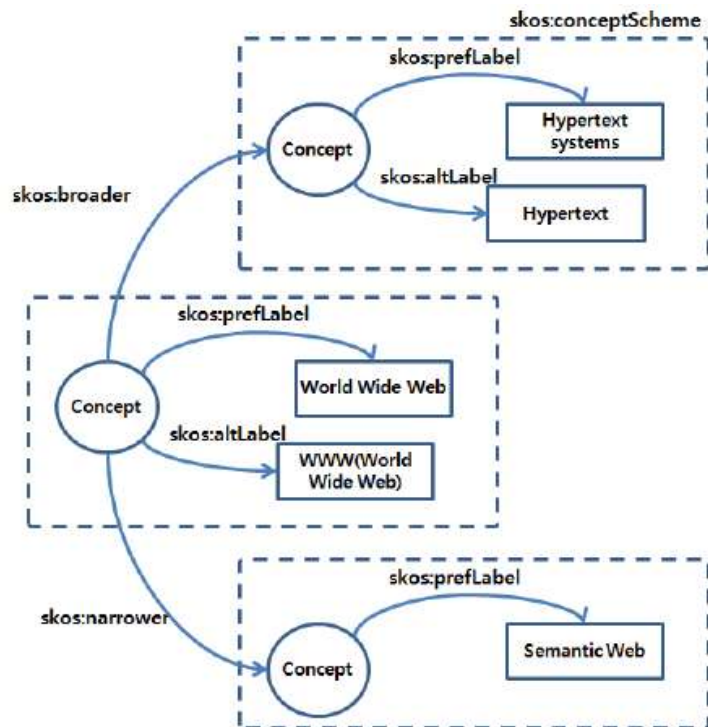 skos:conceptScheme
skos:prefLabel
Hypertext
systems
Concept
skos:altLabel
Hypertext
skos:broader
skos:prefLabel
World Wide Web
Concept
skos:altLabel
WWW(World
Wide Web)
skos:prefLabel
skos:narrower
Semantic Web
Concept